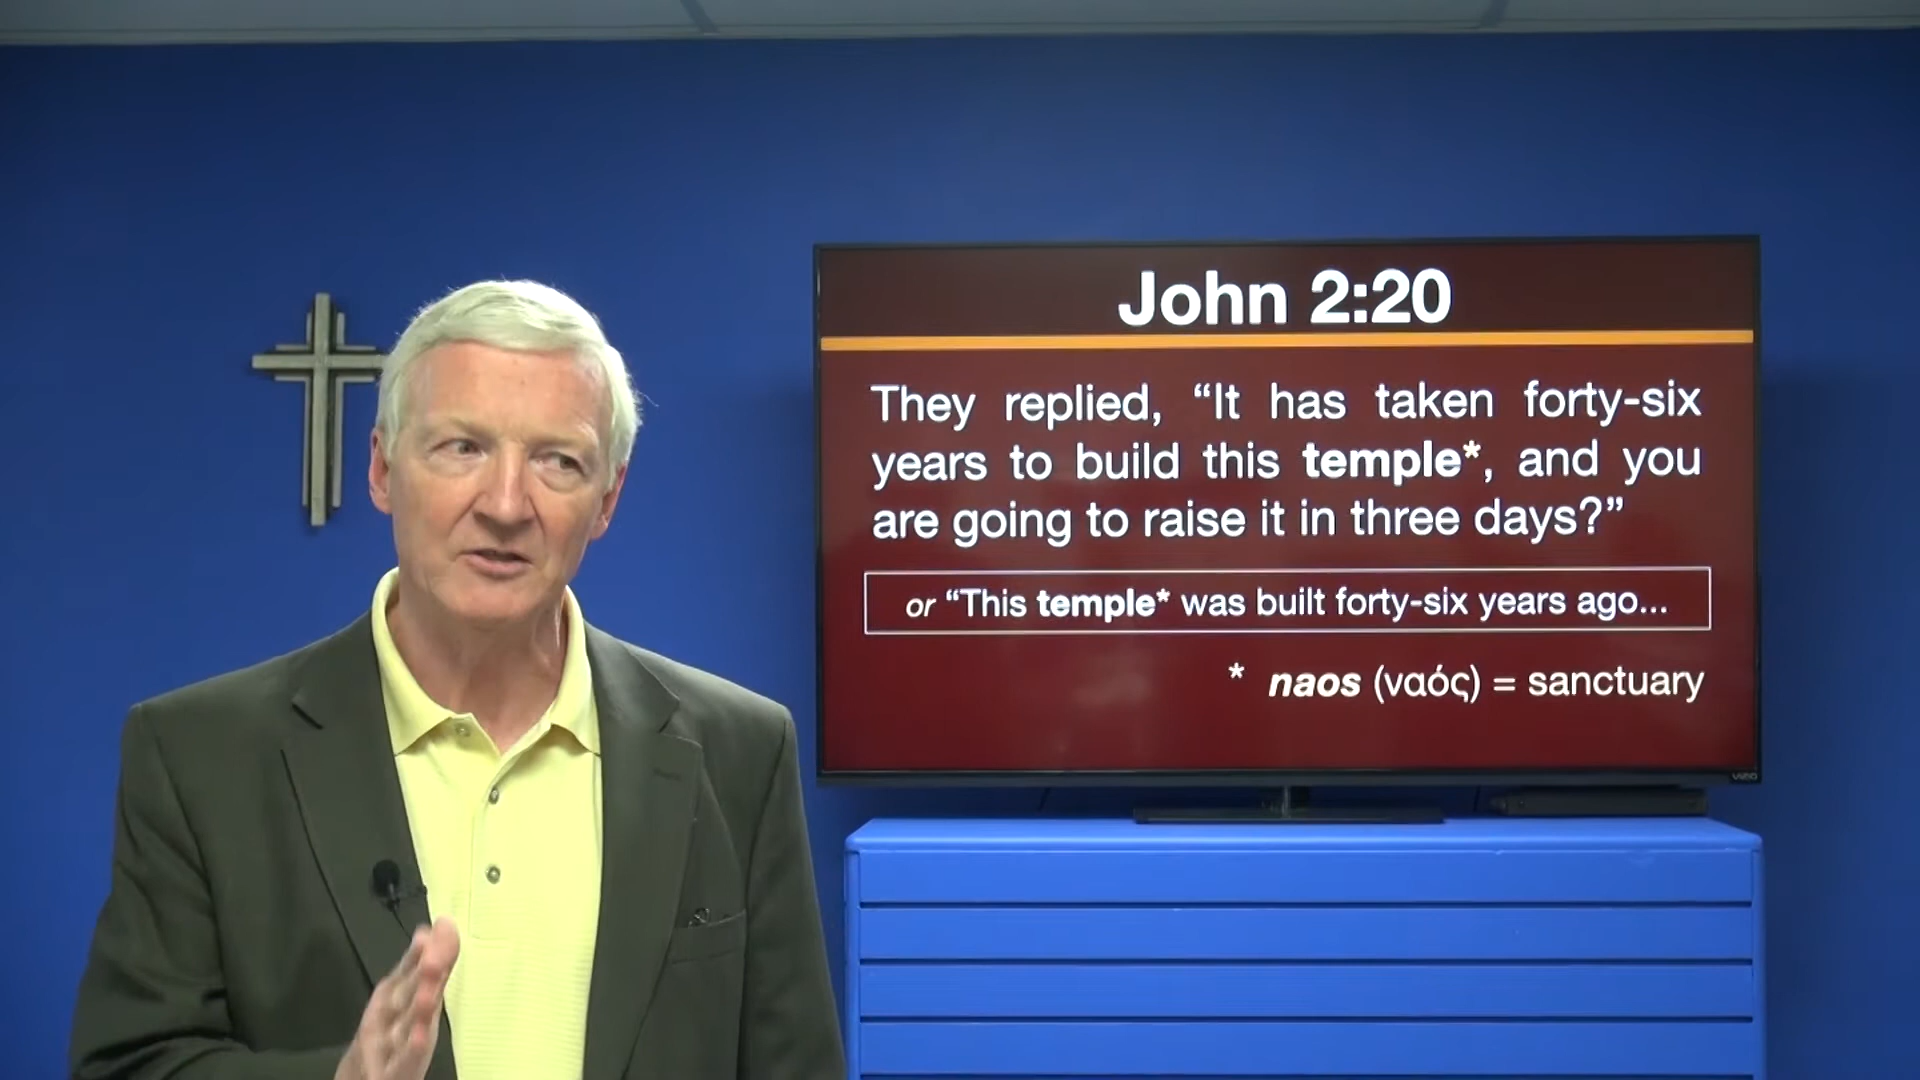 John 2:20
They replied, “It has taken forty-six
years to build this temple*, and you
are going to raise it in three days?”
or “This temple* was built forty-six years ago...
* naos (ναός) = sanctuary
VIZIO